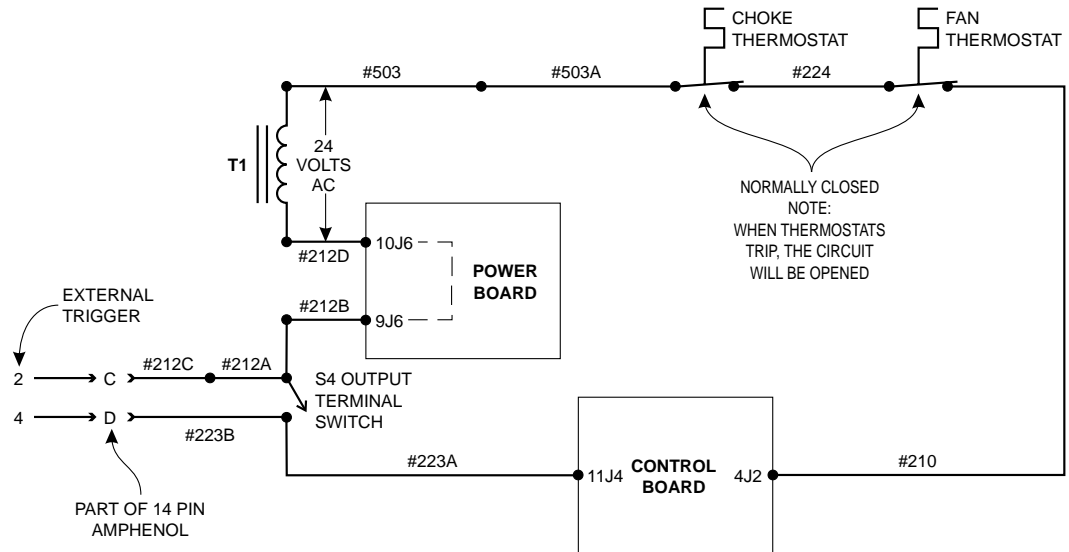 CHOKE
THERMOSTAT
FAN
THERMOSTAT
#503
#503A
#224
T1
24
VOLTS
AC
NORMALLY CLOSED
NOTE:
WHEN THERMOSTATS
TRIP, THE CIRCUIT
WILL BE OPENED
#212D
10J6
POWER
BOARD
#212B
9J6
EXTERNAL
TRIGGER
2
C
#212C
#212A
S4 OUTPUT
TERMINAL
SWITCH
4
D
#223B
#223A
11J4
CONTROL
BOARD
4J2
#210
PART OF 14 PIN
AMPHENOL